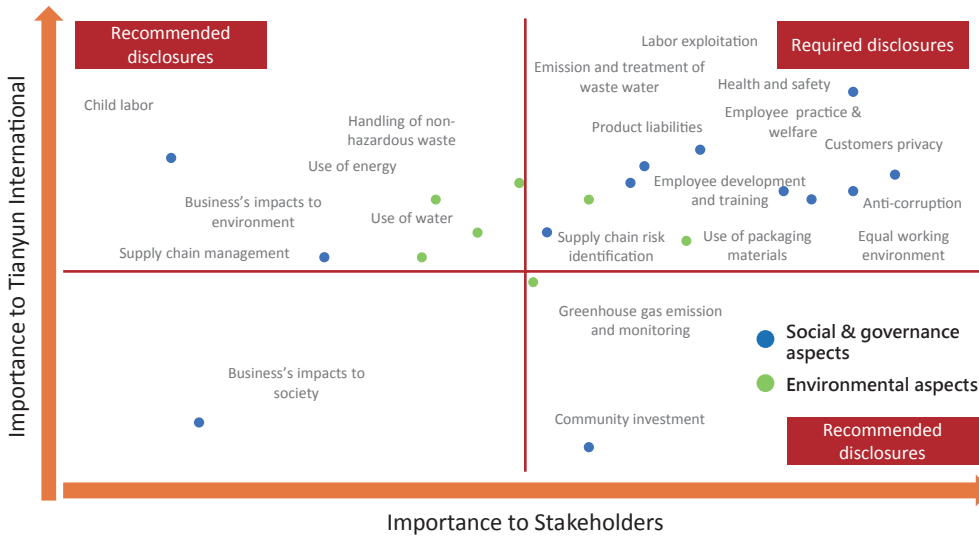 Recommended
disclosures
Required disclosures
Labor exploitation
Emission and treatment of
waste water
Health and safety
Child labor
Handling of non-
hazardous waste
Product liabilities
Employee practice &
welfare
Customers privacy
Use of energy
Employee development
and training
Business's impacts to
environment
Use of water
Anti-corruption
Supply chain management
Supply chain risk
identification
Use of packaging
materials
Equal working
environment
Greenhouse gas emission
and monitoring
Social & governance
aspects
Environmental aspects
Business's impacts to
society
Community investment
Recommended
disclosures
Importance to Tianyun International
Importance to Stakeholders